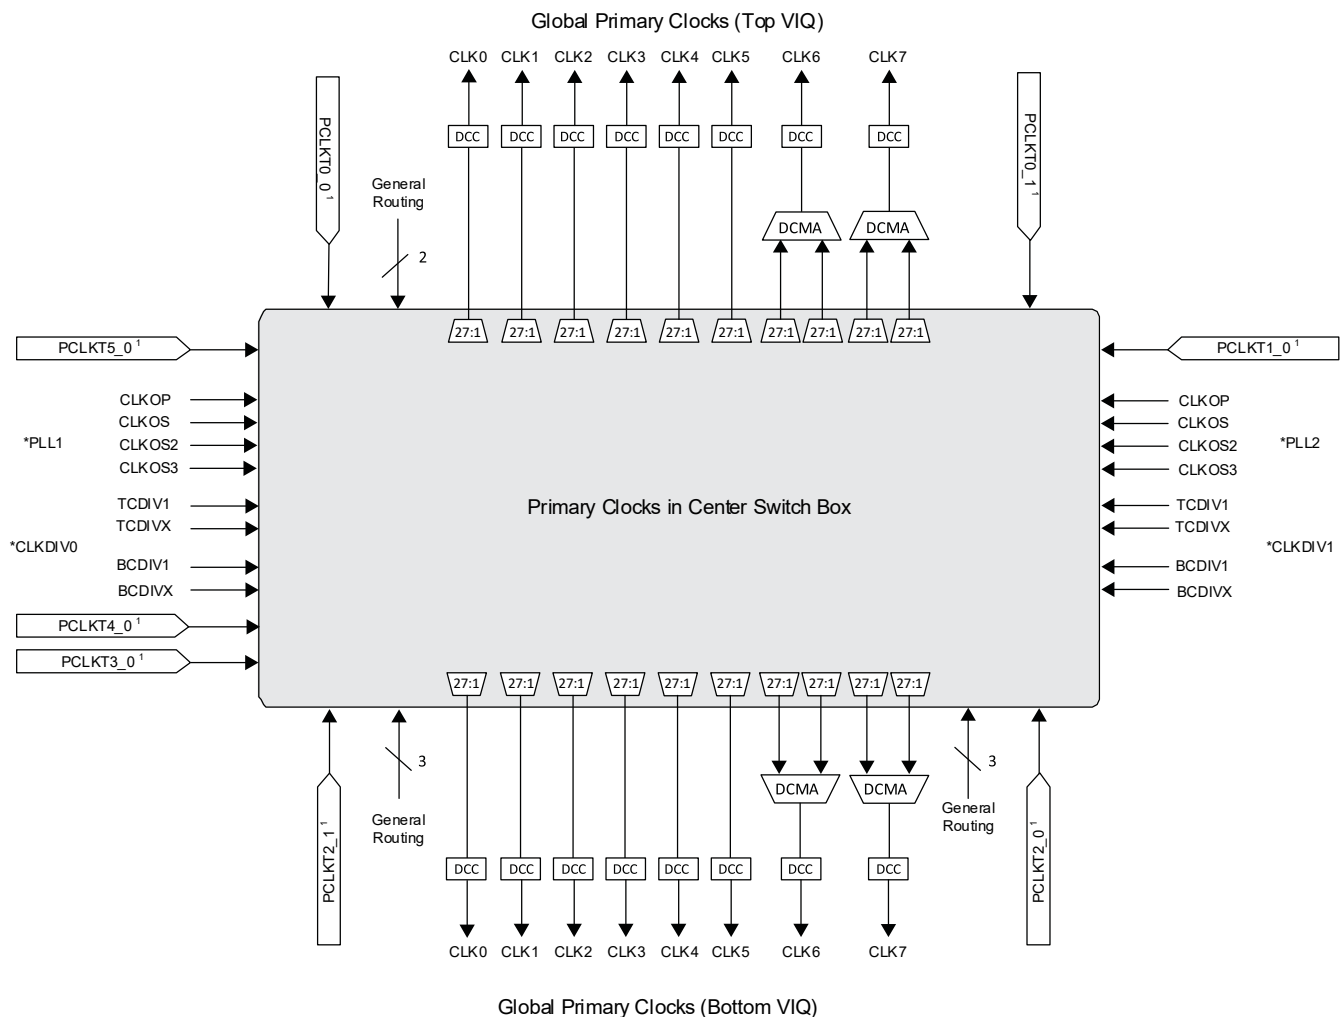 Global Primary Clocks (Top VIQ)
CLK0 CLK1 CLK2 CLK3 CLK4 CLK5 CLK6 CLK7
DCC DCC DCC DCC DCC DCC DCC DCC
PCLKT0_0 1
PCLKT0_1 1
General
Routing
2
DCMA DCMA
27:1 27:1 27:1 27:1 27:1 27:1 27:1 27:1 27:1 27:1
PCLKT5_0 1
PCLKT1_0 1
CLKOP
CLKOS
*PLL1
CLKOS2
CLKOS3
TCDIV1
TCDIVX
*CLKDIV0
BCDIV1
BCDIVX
PCLKT4_0 1
PCLKT3_0 1
Primary Clocks in Center Switch Box
CLKOP
CLKOS
CLKOS2
*PLL2
CLKOS3
TCDIV1
TCDIVX
*CLKDIV1
BCDIV1
BCDIVX
27:1 27:1 27:1 27:1 27:1 27:1 27:1 27:1 27:1 27:1
3
General
Routing
DCMA DCMA
3
General
Routing
PCLKT2_1 1
PCLKT2_0 1
DCC DCC DCC DCC DCC DCC DCC DCC
CLK0 CLK1 CLK2 CLK3 CLK4 CLK5 CLK6 CLK7
Global Primary Clocks (Bottom VIQ)